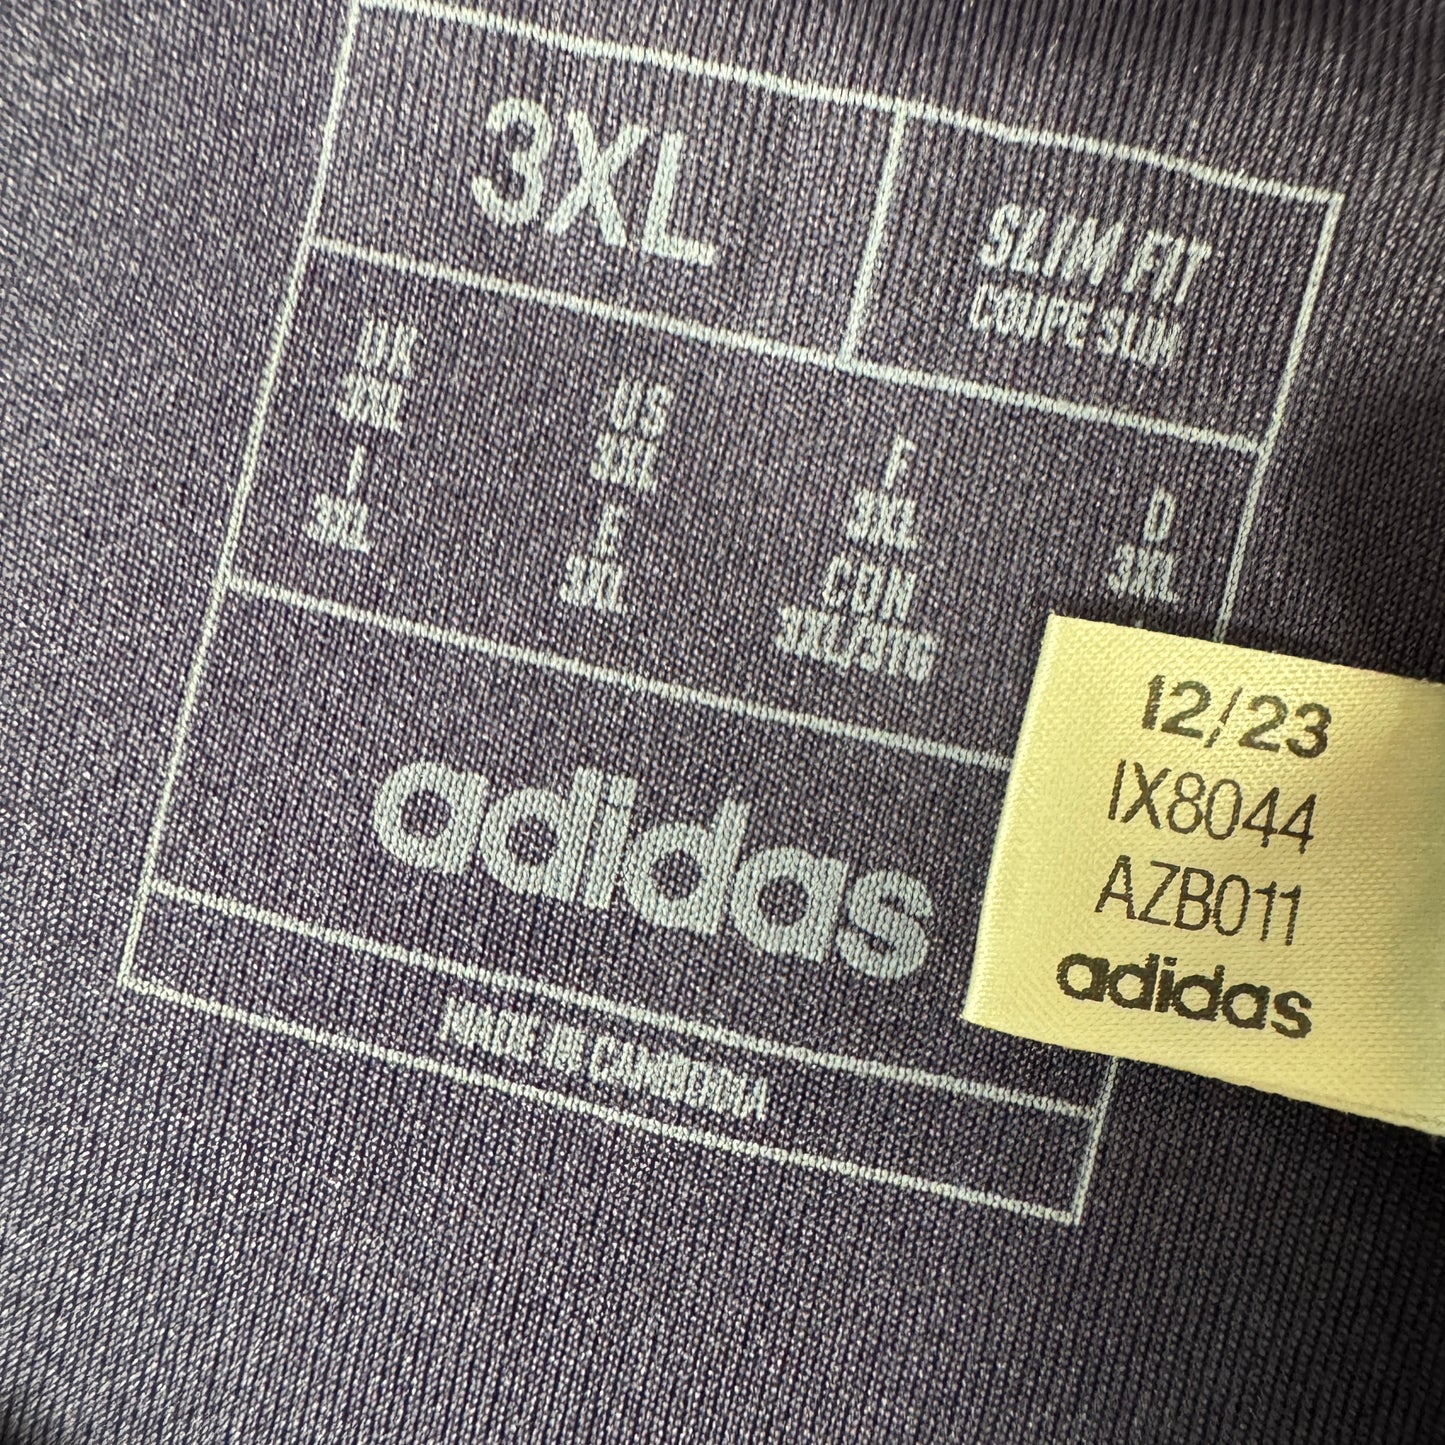 3XL
SLIM FIT
COUPE SLIM
UK
3XL
US
3XL
F
3XL
D
3XL
I
3XL
E
3XL
CDN
3XL/3TG
adidas
MADE IN CAMBODIA
12/23
IX8044
AZB011
adidas